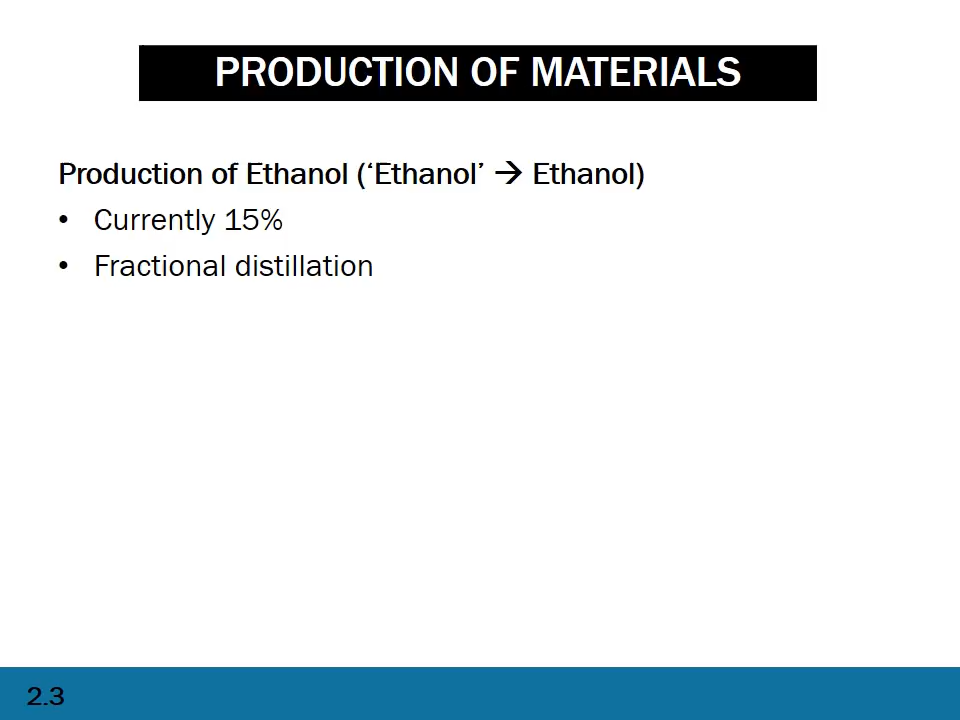 PRODUCTION OF MATERIALS
Production of Ethanol (‘Ethanol’ → Ethanol)
• Currently 15%
• Fractional distillation
2.3